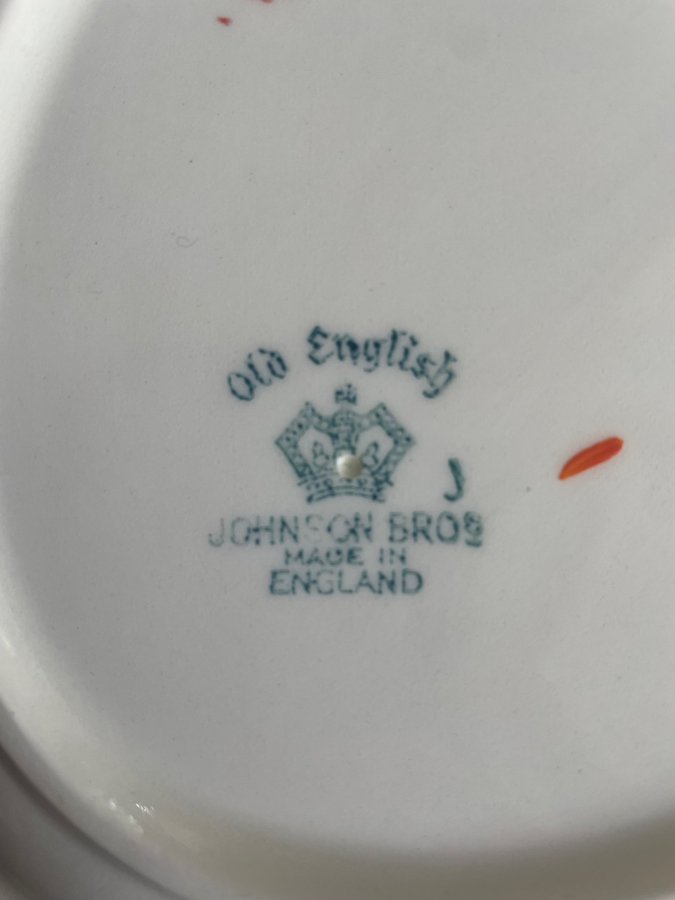 Old English
J
JOHNSON BROS
MADE IN
ENGLAND